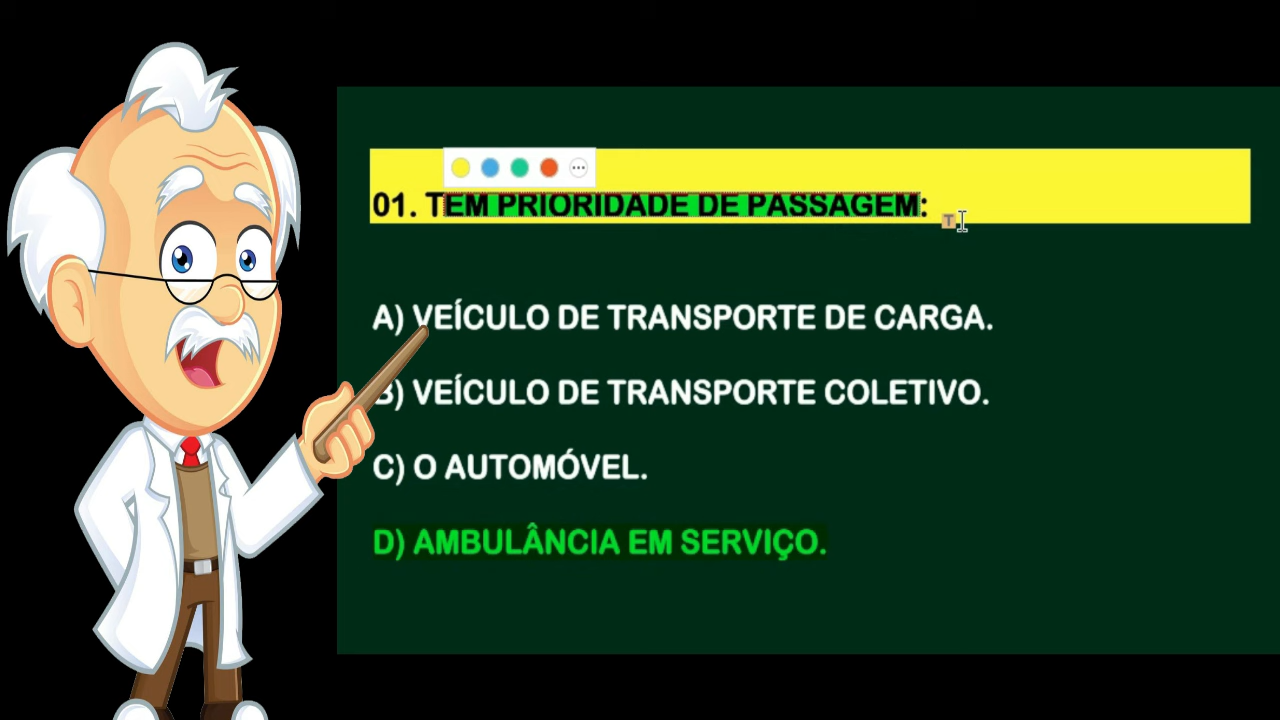 01. TEM PRIORIDADE DE PASSAGEM:
T
A) VEÍCULO DE TRANSPORTE DE CARGA.
B) VEÍCULO DE TRANSPORTE COLETIVO.
C) O AUTOMÓVEL.
D) AMBULÂNCIA EM SERVIÇO.